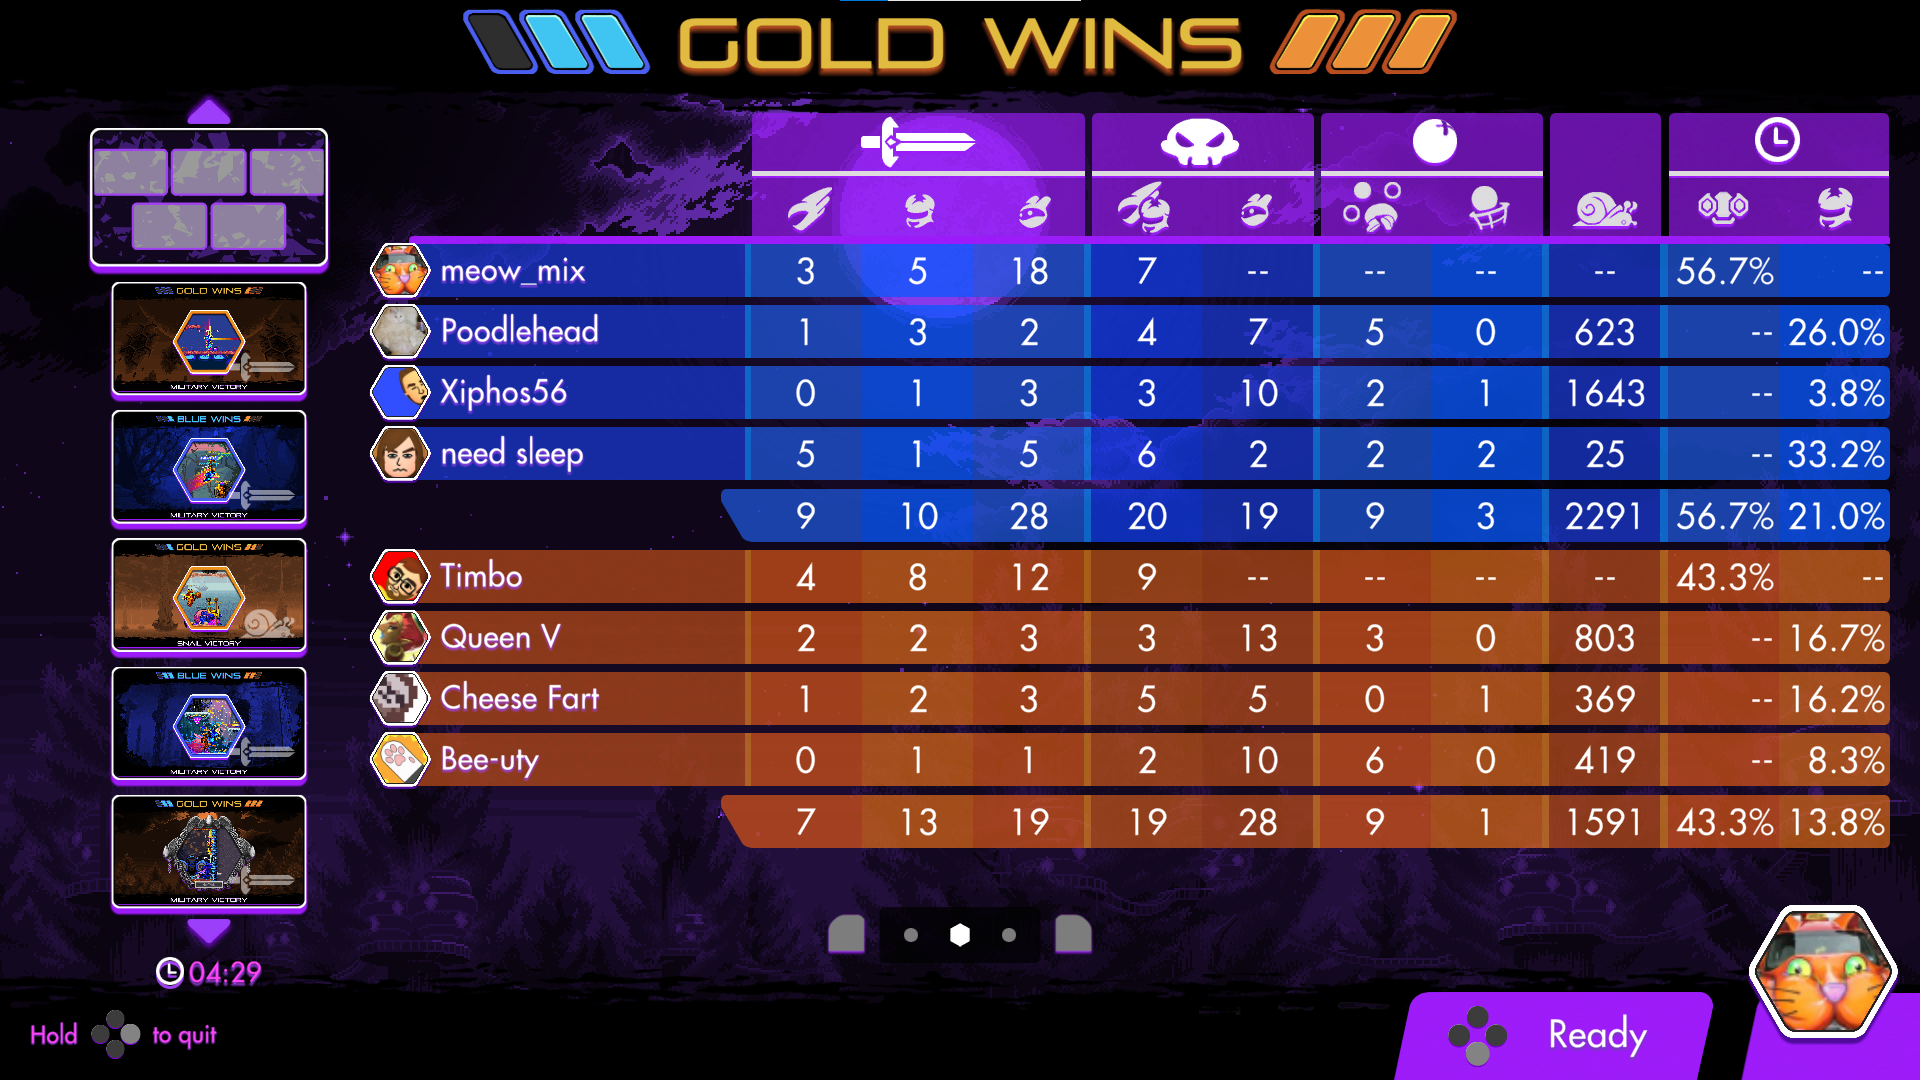 GOLD WINS
GOLD WINS
MILITARY VICTORY
BLUE WINS
MILITARY VICTORY
GOLD WINS
SNAIL VICTORY
BLUE WINS
MILITARY VICTORY
GOLD WINS
MILITARY VICTORY
04:29
meow_mix 3 5 18 7 -- -- -- -- 56.7% --
Poodlehead 1 3 2 4 7 5 0 623 -- 26.0%
Xiphos56 0 1 3 3 10 2 1 1643 -- 3.8%
need sleep 5 1 5 6 2 2 2 25 -- 33.2%
9 10 28 20 19 9 3 2291 56.7% 21.0%
Timbo 4 8 12 9 -- -- -- -- 43.3% --
Queen V 2 2 3 3 13 3 0 803 -- 16.7%
Cheese Fart 1 2 3 5 5 0 1 369 -- 16.2%
Bee-uty 0 1 1 2 10 6 0 419 -- 8.3%
7 13 19 19 28 9 1 1591 43.3% 13.8%
Hold to quit
Ready